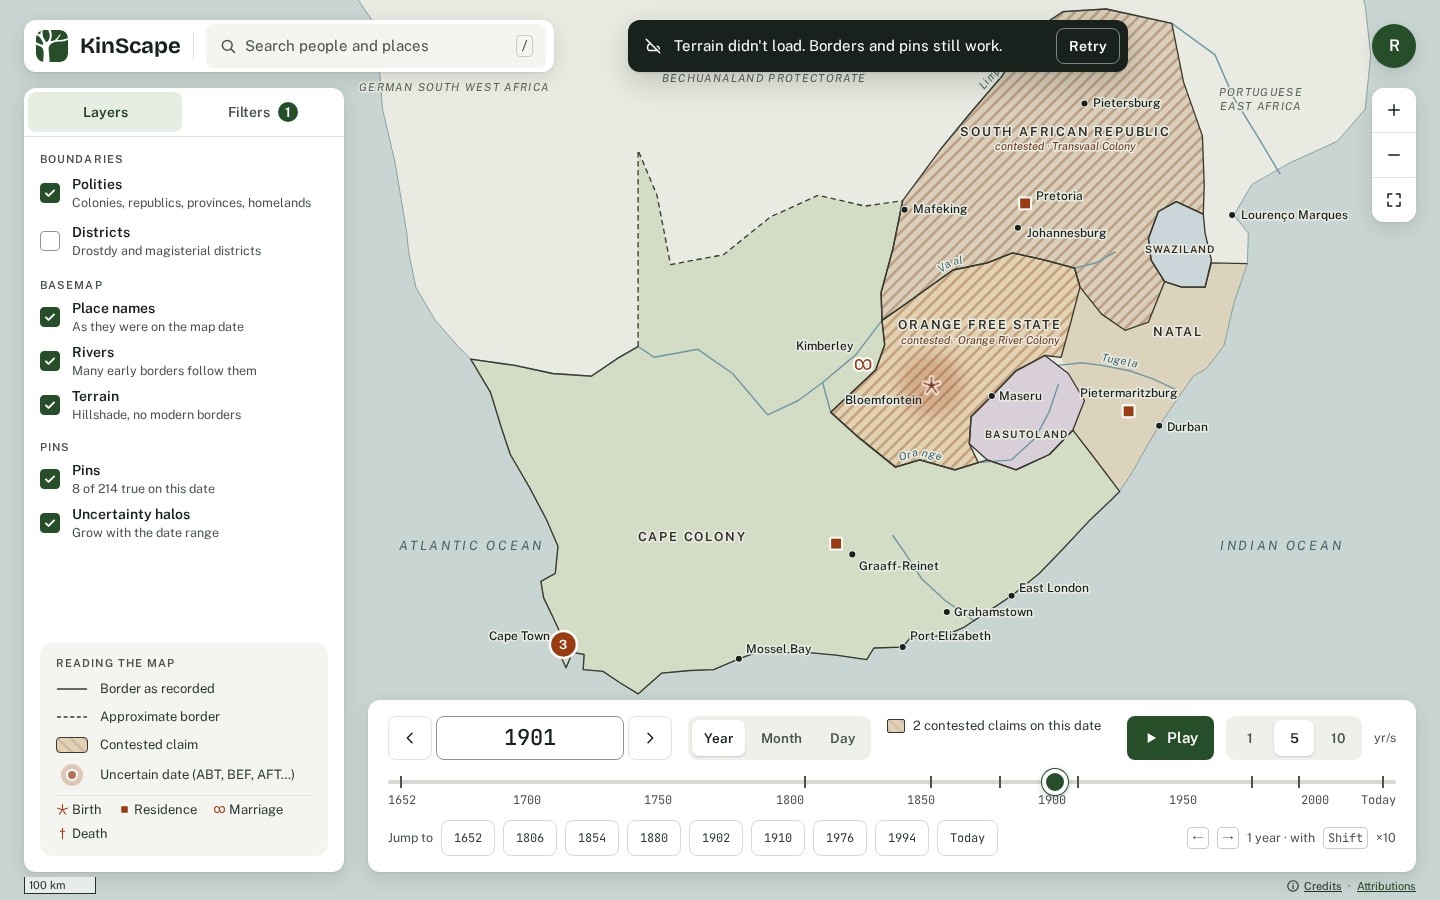 KinScape
Search people and places
/
Terrain didn't load. Borders and pins still work.
Retry
R
Layers
Filters 1
BOUNDARIES
Polities
Colonies, republics, provinces, homelands
Districts
Drostdy and magisterial districts
BASEMAP
Place names
As they were on the map date
Rivers
Many early borders follow them
Terrain
Hillshade, no modern borders
PINS
Pins
8 of 214 true on this date
Uncertainty halos
Grow with the date range
READING THE MAP
Border as recorded
Approximate border
Contested claim
Uncertain date (ABT, BEF, AFT…)
Birth
Residence
Marriage
Death
100 km
GERMAN SOUTH WEST AFRICA
BECHUANALAND PROTECTORATE
PORTUGUESE
EAST AFRICA
Pietersburg
SOUTH AFRICAN REPUBLIC
contested · Transvaal Colony
Pretoria
Mafeking
Johannesburg
Lourenço Marques
SWAZILAND
Vaal
ORANGE FREE STATE
contested · Orange River Colony
NATAL
Kimberley
Tugela
Bloemfontein
Maseru
Pietermaritzburg
Durban
BASUTOLAND
Orange
CAPE COLONY
ATLANTIC OCEAN
INDIAN OCEAN
Graaff-Reinet
East London
Grahamstown
Cape Town
3
Mossel Bay
Port Elizabeth
+
−
1901
Year
Month
Day
2 contested claims on this date
Play
1
5
10
yr/s
1652
1700
1750
1800
1850
1900
1950
2000
Today
Jump to
1652
1806
1854
1880
1902
1910
1976
1994
Today
← → 1 year · with Shift ×10
Credits · Attributions